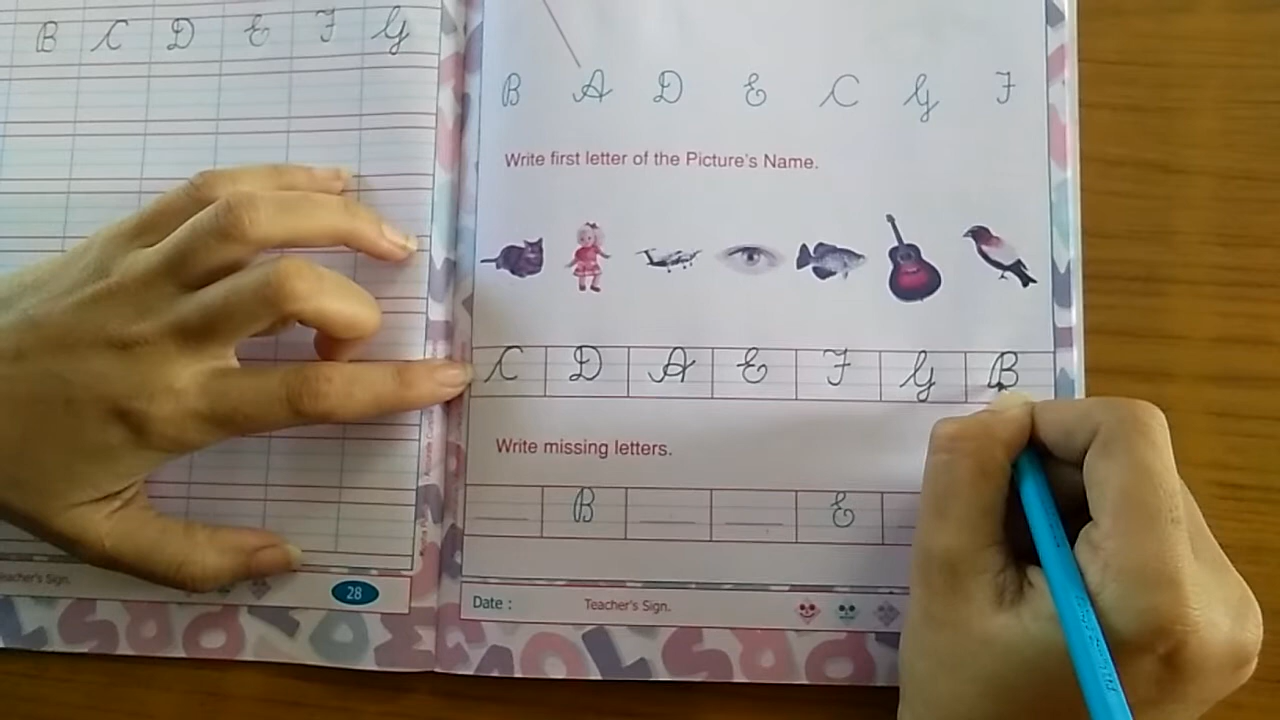 B C D E F G
B A D E C G F
Write first letter of the Picture's Name.
C D A E F G B
Write missing letters.
B E
Teacher's Sign.
28
Date :
Teacher's Sign.